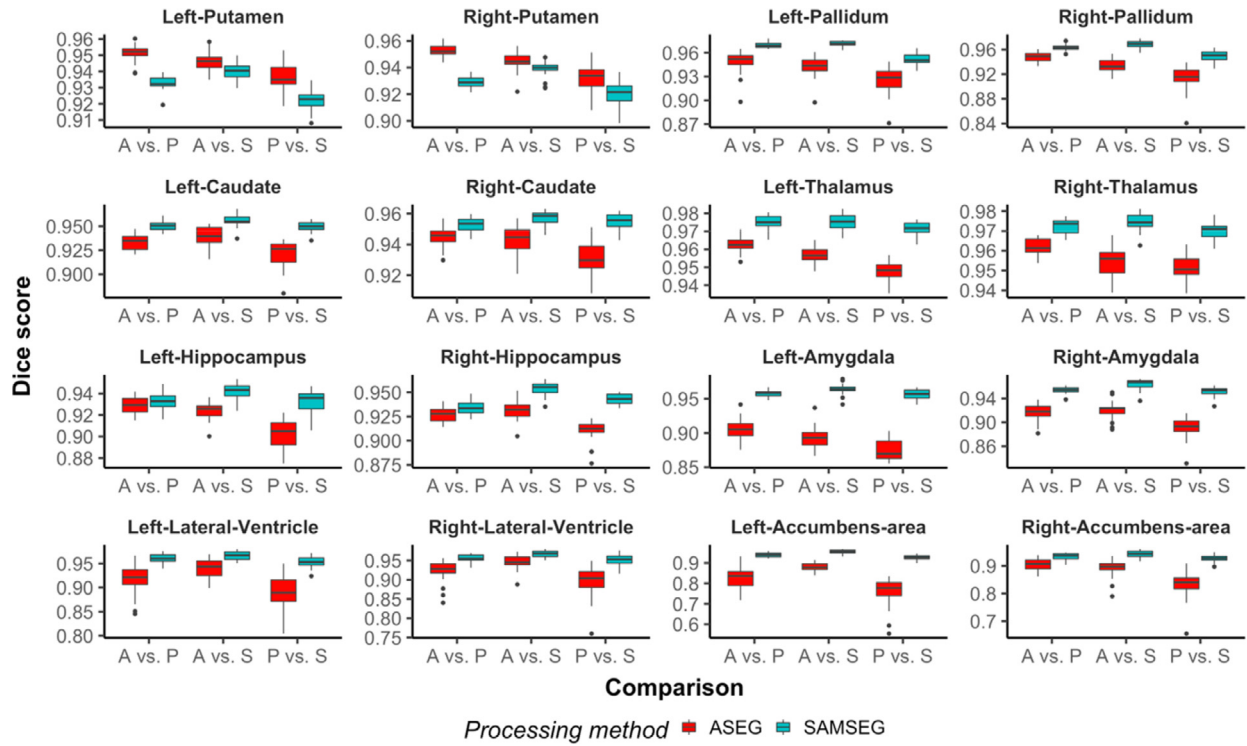 Left-Putamen Right-Putamen Left-Pallidum Right-Pallidum
0.96 0.95 0.94 0.93 0.92 0.91
0.96 0.94 0.92 0.90
0.96 0.93 0.90 0.87
0.96 0.92 0.88 0.84
A vs. P A vs. S P vs. S A vs. P A vs. S P vs. S A vs. P A vs. S P vs. S A vs. P A vs. S P vs. S
Left-Caudate Right-Caudate Left-Thalamus Right-Thalamus
0.950 0.925 0.900
0.96 0.94 0.92
0.98 0.97 0.96 0.95 0.94
0.98 0.97 0.96 0.95 0.94
A vs. P A vs. S P vs. S A vs. P A vs. S P vs. S A vs. P A vs. S P vs. S A vs. P A vs. S P vs. S
Dice score
Left-Hippocampus Right-Hippocampus Left-Amygdala Right-Amygdala
0.94 0.92 0.90 0.88
0.950 0.925 0.900 0.875
0.95 0.90 0.85
0.94 0.90 0.86
A vs. P A vs. S P vs. S A vs. P A vs. S P vs. S A vs. P A vs. S P vs. S A vs. P A vs. S P vs. S
Left-Lateral-Ventricle Right-Lateral-Ventricle Left-Accumbens-area Right-Accumbens-area
0.95 0.90 0.85 0.80
0.95 0.90 0.85 0.80 0.75
0.9 0.8 0.7 0.6
0.9 0.8 0.7
A vs. P A vs. S P vs. S A vs. P A vs. S P vs. S A vs. P A vs. S P vs. S A vs. P A vs. S P vs. S
Comparison
Processing method ASEG SAMSEG